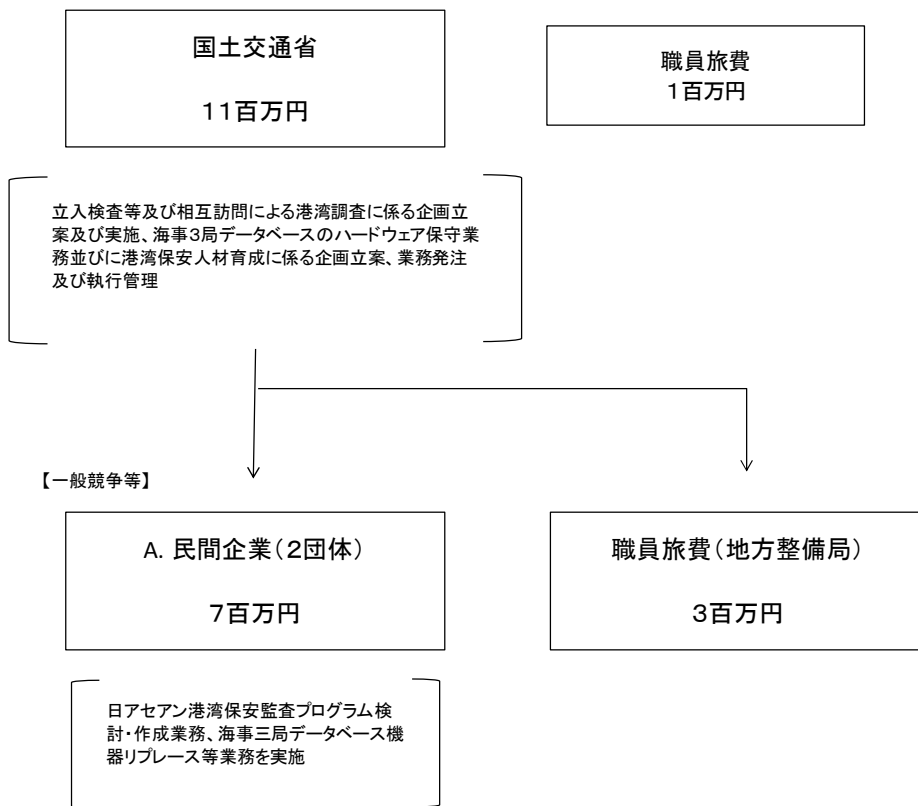 国土交通省
11百万円
職員旅費
1百万円
立入検査等及び相互訪問による港湾調査に係る企画立
案及び実施、海事3局データベースのハードウェア保守業
務並びに港湾保安人材育成に係る企画立案、業務発注
及び執行管理
【一般競争等】
A. 民間企業（2団体）
7百万円
職員旅費（地方整備局）
3百万円
日アセアン港湾保安監査プログラム検
討・作成業務、海事三局データベース機
器リプレース等業務を実施